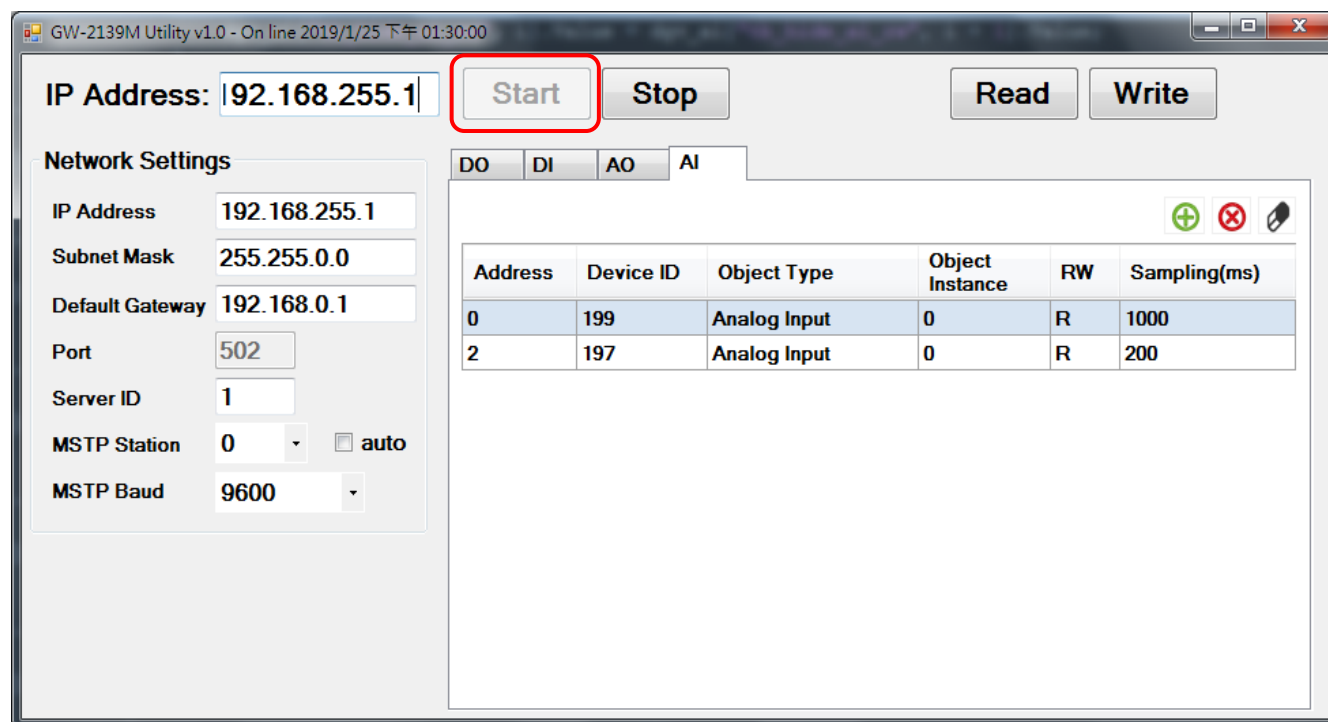 GW-2139M Utility v1.0 - On line 2019/1/25 下午 01:30:00
IP Address: 192.168.255.1 Start Stop Read Write
Network Settings
IP Address 192.168.255.1
Subnet Mask 255.255.0.0
Default Gateway 192.168.0.1
Port 502
Server ID 1
MSTP Station 0 auto
MSTP Baud 9600
DO DI AO AI
Address Device ID Object Type Object Instance RW Sampling(ms)
0 199 Analog Input 0 R 1000
2 197 Analog Input 0 R 200